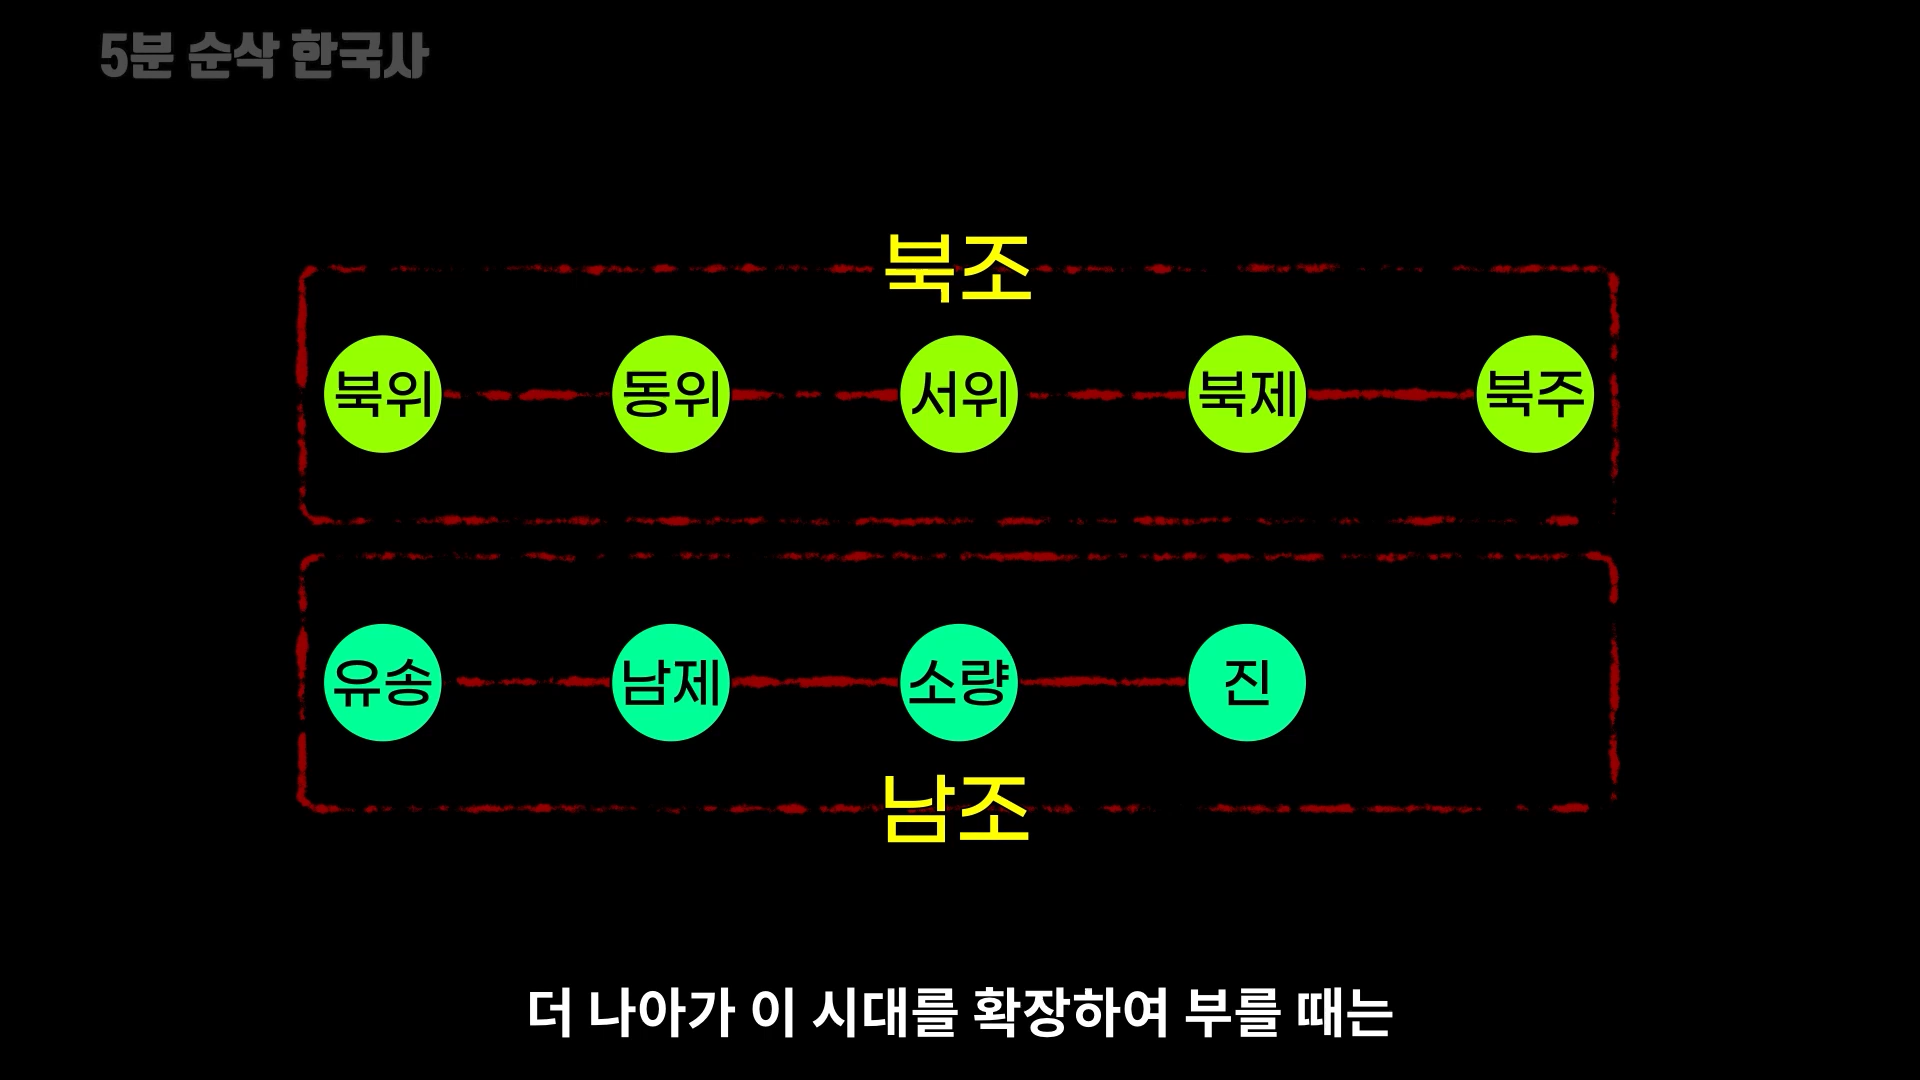 5분 순삭 한국사
북조
북위 동위 서위 북제 북주
유송 남제 소량 진
남조
더 나아가 이 시대를 확장하여 부를 때는